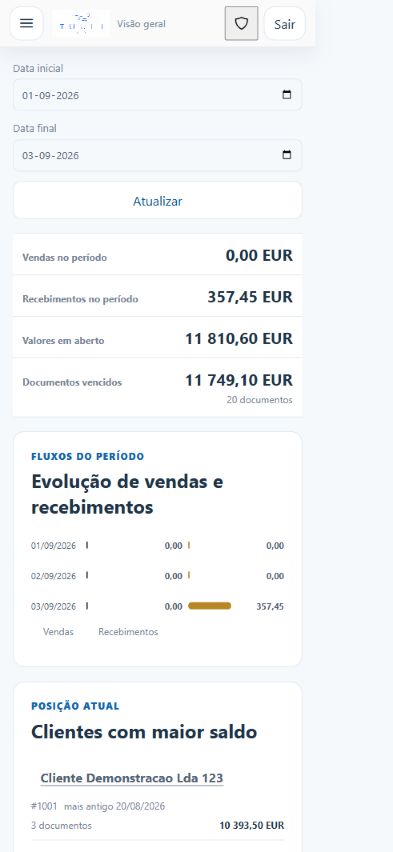 Visão geral
Sair
Data inicial
01-09-2026
Data final
03-09-2026
Atualizar
Vendas no período 0,00 EUR
Recebimentos no período 357,45 EUR
Valores em aberto 11 810,60 EUR
Documentos vencidos 11 749,10 EUR
20 documentos
FLUXOS DO PERÍODO
Evolução de vendas e
recebimentos
01/09/2026 0,00 0,00
02/09/2026 0,00 0,00
03/09/2026 0,00 357,45
Vendas Recebimentos
POSIÇÃO ATUAL
Clientes com maior saldo
Cliente Demonstracao Lda 123
#1001 mais antigo 20/08/2026
3 documentos 10 393,50 EUR